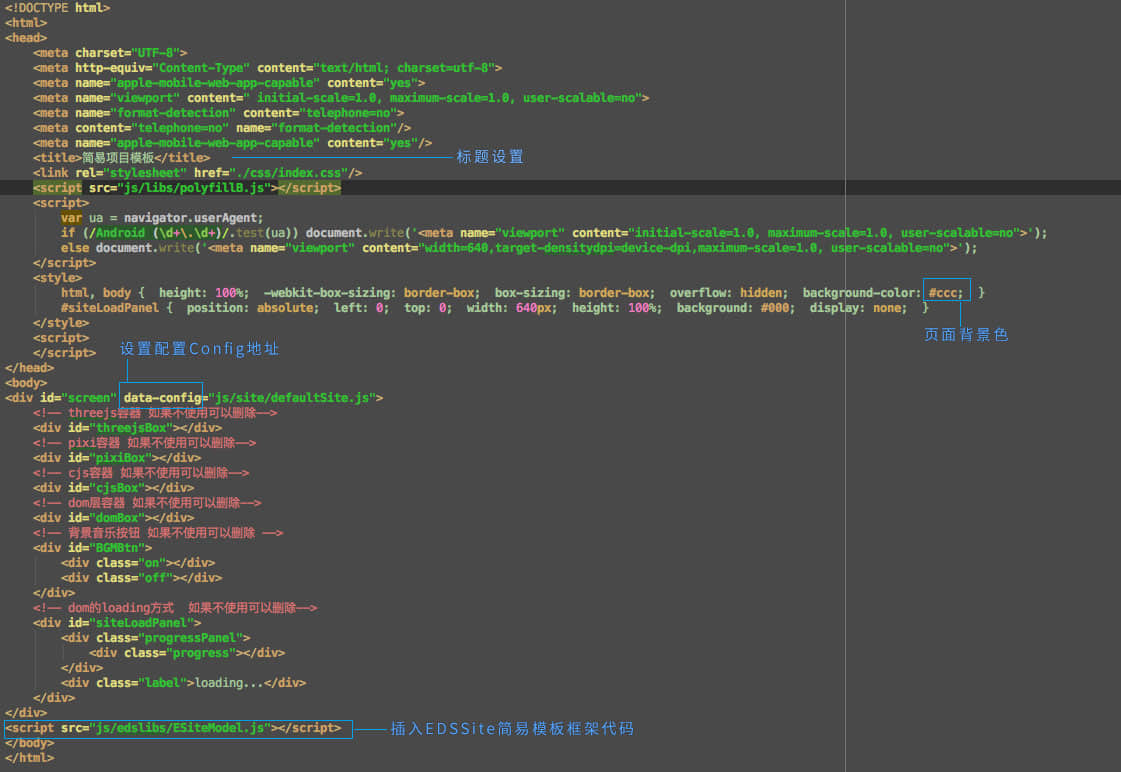 <!DOCTYPE html>
<html>
<head>
<meta charset="UTF-8">
<meta http-equiv="Content-Type" content="text/html; charset=utf-8">
<meta name="apple-mobile-web-app-capable" content="yes">
<meta name="viewport" content=" initial-scale=1.0, maximum-scale=1.0, user-scalable=no">
<meta name="format-detection" content="telephone=no">
<meta content="telephone=no" name="format-detection"/>
<meta name="apple-mobile-web-app-capable" content="yes"/>
<title>简易项目模板</title>
标题设置
<link rel="stylesheet" href="./css/index.css"/>
<script src="js/libs/polyfillB.js"></script>
<script>
var ua = navigator.userAgent;
if (/Android (\d+\.\d+)/.test(ua)) document.write('<meta name="viewport" content="initial-scale=1.0, maximum-scale=1.0, user-scalable=no">');
else document.write('<meta name="viewport" content="width=640,target-densitydpi=device-dpi,maximum-scale=1.0, user-scalable=no">');
</script>
<style>
html, body { height: 100%; -webkit-box-sizing: border-box; box-sizing: border-box; overflow: hidden; background-color: #ccc; }
#siteLoadPanel { position: absolute; left: 0; top: 0; width: 640px; height: 100%; background: #000; display: none; }
</style>
页面背景色
<script>
</script>
设置配置Config地址
</head>
<body>
<div id="screen" data-config="js/site/defaultSite.js">
<!-- threejs容器 如果不使用可以删除-->
<div id="threejsBox"></div>
<!-- pixi容器 如果不使用可以删除-->
<div id="pixiBox"></div>
<!-- cjs容器 如果不使用可以删除-->
<div id="cjsBox"></div>
<!-- dom层容器 如果不使用可以删除-->
<div id="domBox"></div>
<!-- 背景音乐按钮 如果不使用可以删除 -->
<div id="BGMBtn">
<div class="on"></div>
<div class="off"></div>
</div>
<!-- dom的loading方式  如果不使用可以删除-->
<div id="siteLoadPanel">
<div class="progressPanel">
<div class="progress"></div>
</div>
<div class="label">loading...</div>
</div>
</div>
<script src="js/edslibs/ESiteModel.js"></script>
插入EDSSite简易模板框架代码
</body>
</html>